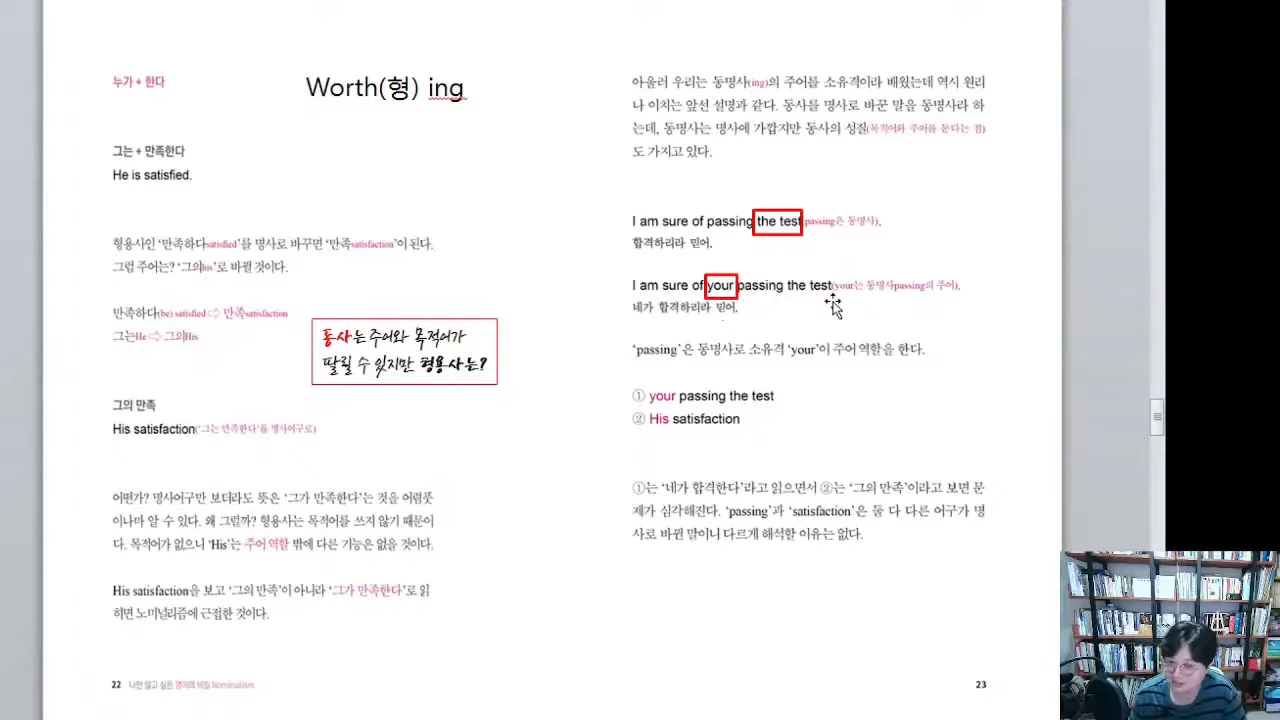 누가 + 한다
Worth(형) ing
그는 + 만족한다
He is satisfied.
형용사인 ‘만족하다satisfied’를 명사로 바꾸면 ‘만족satisfaction’이 된다.
그럼 주어는? ‘그의his’로 바뀔 것이다.
만족하다(be) satisfied ⇨ 만족satisfaction
그는He ⇨ 그의His
동사는 주어와 목적어가
딸릴 수 있지만 형용사는?
그의 만족
His satisfaction(‘그는 만족한다’를 명사어구로)
어떤가? 명사어구만 보더라도 뜻은 ‘그가 만족한다’는 것을 어렴풋
이나마 알 수 있다. 왜 그럴까? 형용사는 목적어를 쓰지 않기 때문이
다. 목적어가 없으니 ‘His’는 주어 역할 밖에 다른 기능은 없을 것이다.
His satisfaction을 보고 ‘그의 만족’이 아니라 ‘그가 만족한다’로 읽
히면 노미널리즘에 근접한 것이다.
22 나만 알고 싶은 영어의 비밀 Nominalism
아울러 우리는 동명사(ing)의 주어를 소유격이라 배웠는데 역시 원리
나 이치는 앞선 설명과 같다. 동사를 명사로 바꾼 말을 동명사라 하
는데, 동명사는 명사에 가깝지만 동사의 성질(목적어와 주어를 둔다는 점)
도 가지고 있다.
I am sure of passing the test(passing은 동명사).
합격하리라 믿어.
I am sure of your passing the test(your는 동명사passing의 주어).
네가 합격하리라 믿어.
‘passing’은 동명사로 소유격 ‘your’이 주어 역할을 한다.
① your passing the test
② His satisfaction
①는 ‘네가 합격한다’라고 읽으면서 ②는 ‘그의 만족’이라고 보면 문
제가 심각해진다. ‘passing’과 ‘satisfaction’은 둘 다 다른 어구가 명
사로 바뀐 말이니 다르게 해석할 이유는 없다.
23